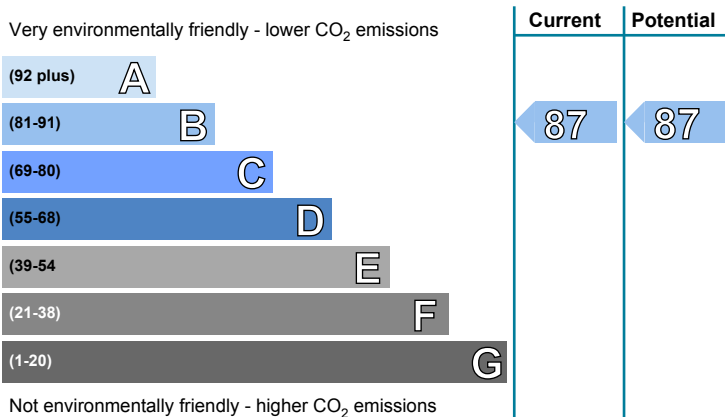 Very environmentally friendly - lower CO₂ emissions
Current
Potential
(92 plus) A
(81-91) B
87
87
(69-80) C
(55-68) D
(39-54 E
(21-38) F
(1-20) G
Not environmentally friendly - higher CO₂ emissions